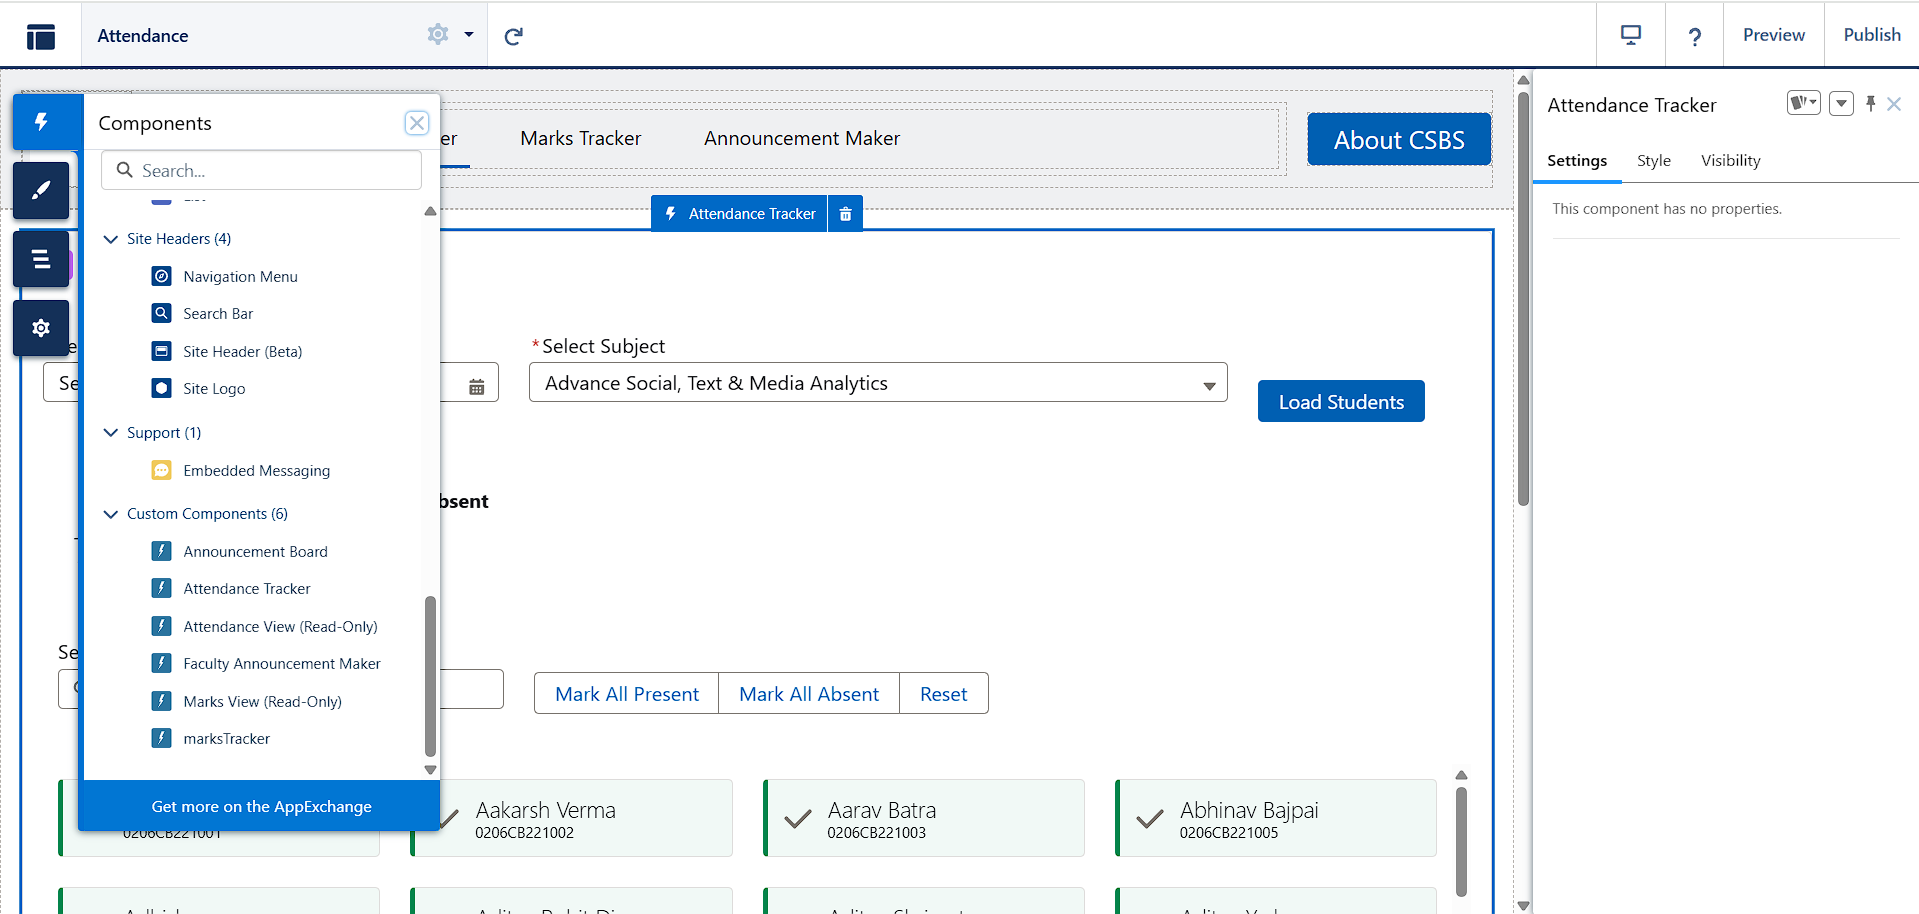 Attendance
Preview
Publish
Components
Search...
Site Headers (4)
Navigation Menu
Search Bar
Site Header (Beta)
Site Logo
Support (1)
Embedded Messaging
Custom Components (6)
Announcement Board
Attendance Tracker
Attendance View (Read-Only)
Faculty Announcement Maker
Marks View (Read-Only)
marksTracker
Get more on the AppExchange
er
Marks Tracker
Announcement Maker
About CSBS
Attendance Tracker
*Select Subject
Se
Advance Social, Text & Media Analytics
Load Students
bsent
Se
Mark All Present
Mark All Absent
Reset
0206CB221001
Aakarsh Verma
0206CB221002
Aarav Batra
0206CB221003
Abhinav Bajpai
0206CB221005
Attendance Tracker
Settings
Style
Visibility
This component has no properties.